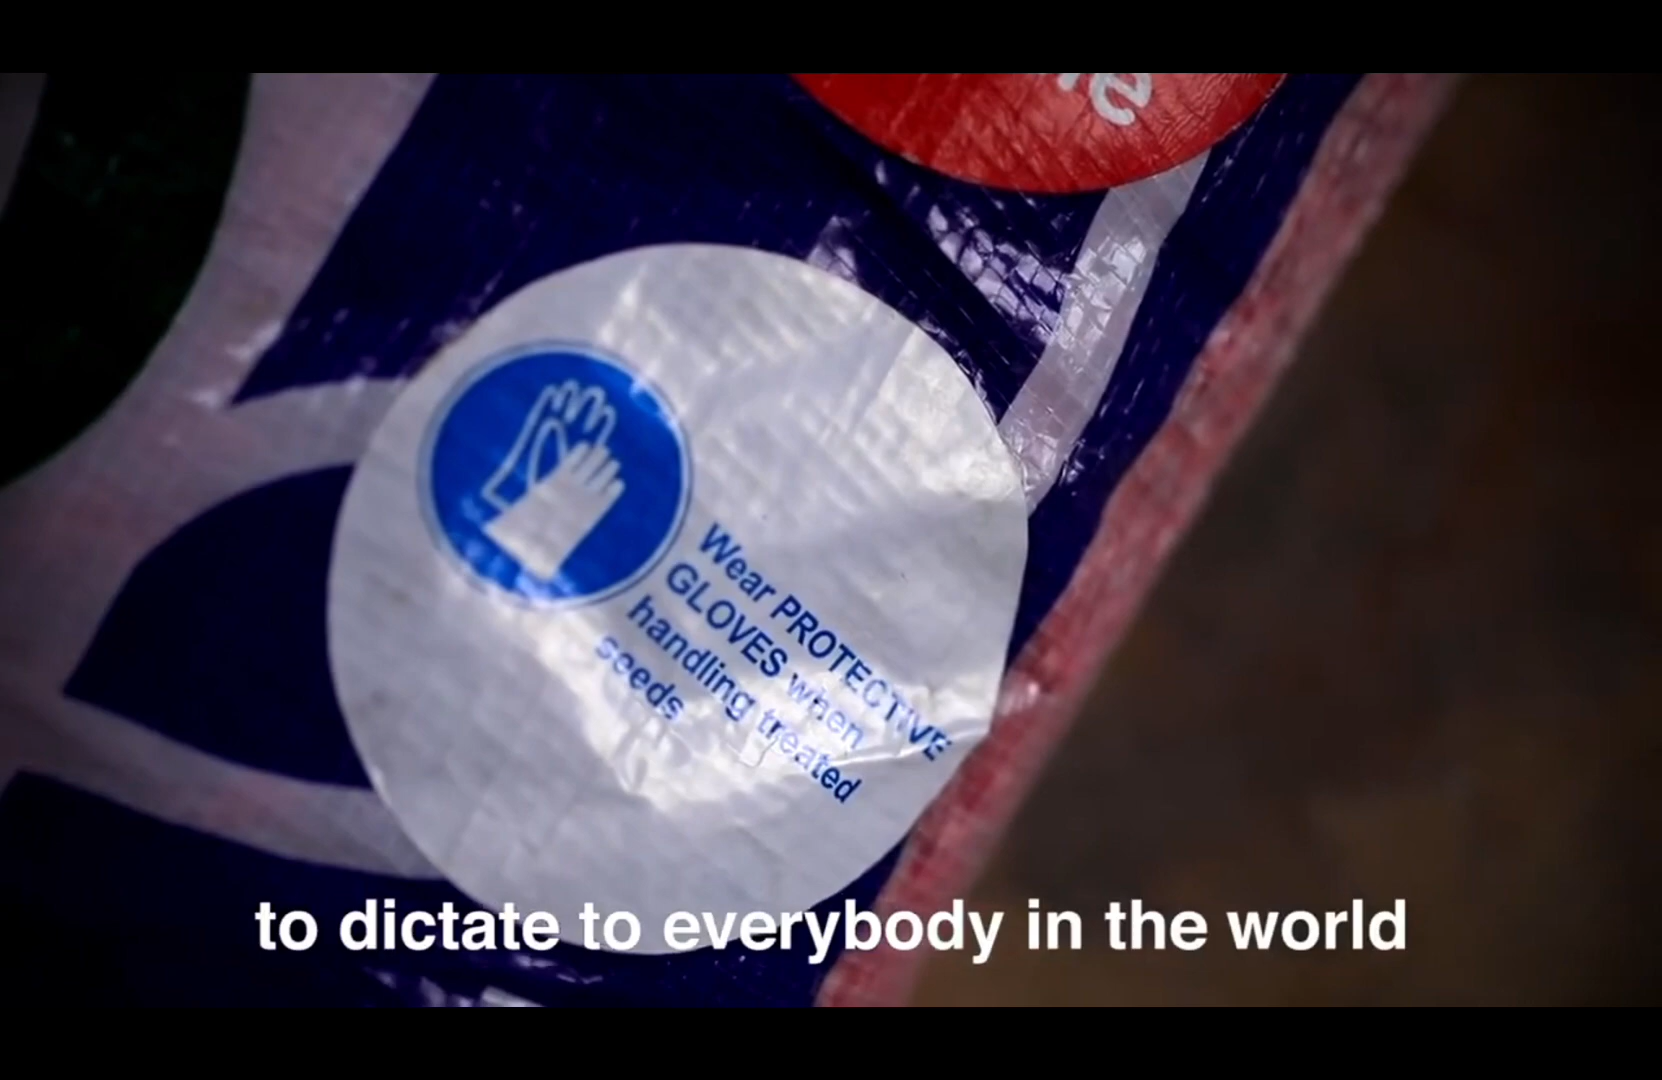 Wear PROTECTIVE
GLOVES when
handling treated
seeds
to dictate to everybody in the world